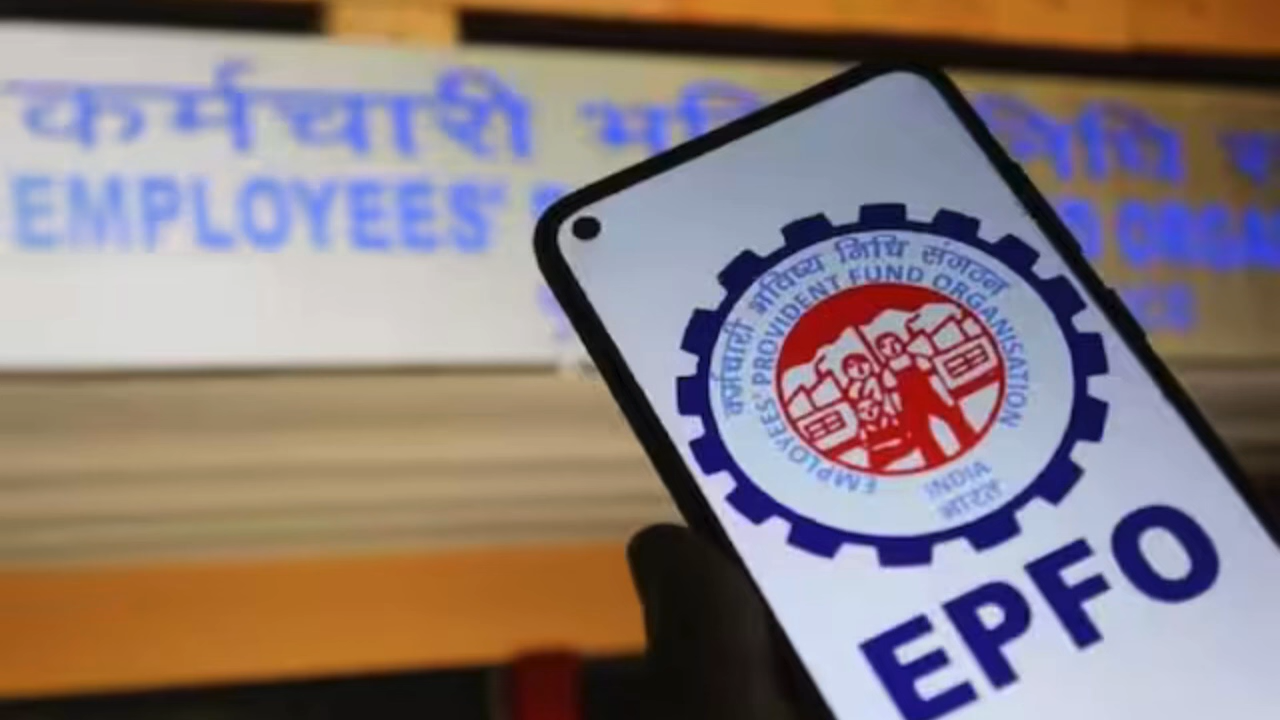 कर्मचारी
EMPLOYEES'
कर्मचारी भविष्य निधि संगठन
EMPLOYEES' PROVIDENT FUND ORGANISATION
INDIA
भारत
EPFO